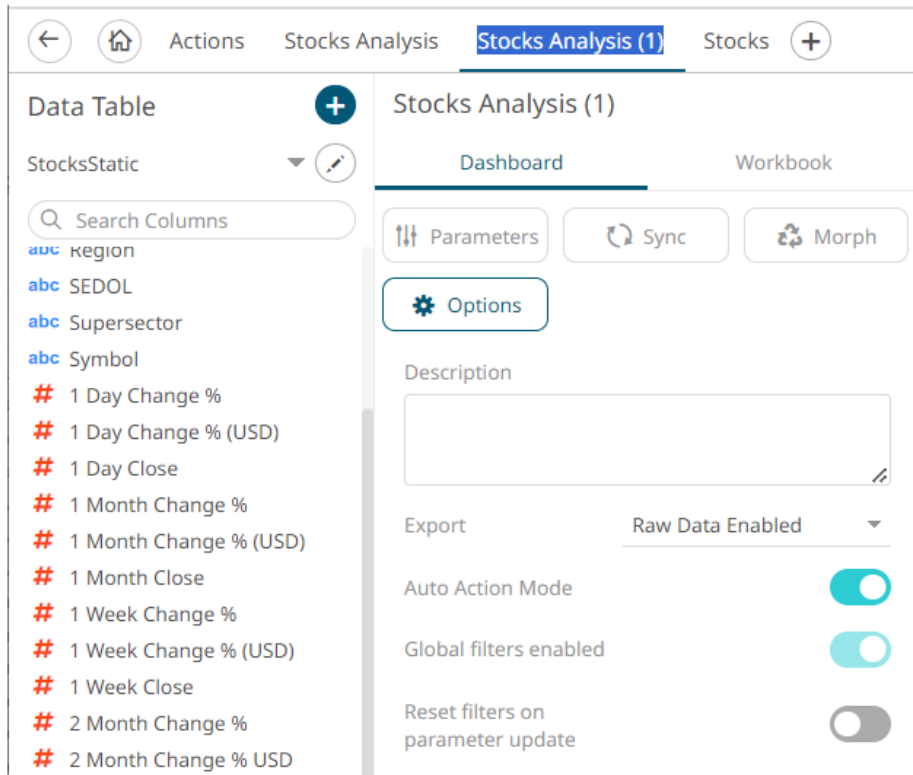 Actions Stocks Analysis Stocks Analysis (1) Stocks
Data Table
StocksStatic
Search Columns
abc Region
abc SEDOL
abc Supersector
abc Symbol
# 1 Day Change %
# 1 Day Change % (USD)
# 1 Day Close
# 1 Month Change %
# 1 Month Change % (USD)
# 1 Month Close
# 1 Week Change %
# 1 Week Change % (USD)
# 1 Week Close
# 2 Month Change %
# 2 Month Change % USD
Stocks Analysis (1)
Dashboard Workbook
Parameters Sync Morph
Options
Description
Export Raw Data Enabled
Auto Action Mode
Global filters enabled
Reset filters on
parameter update